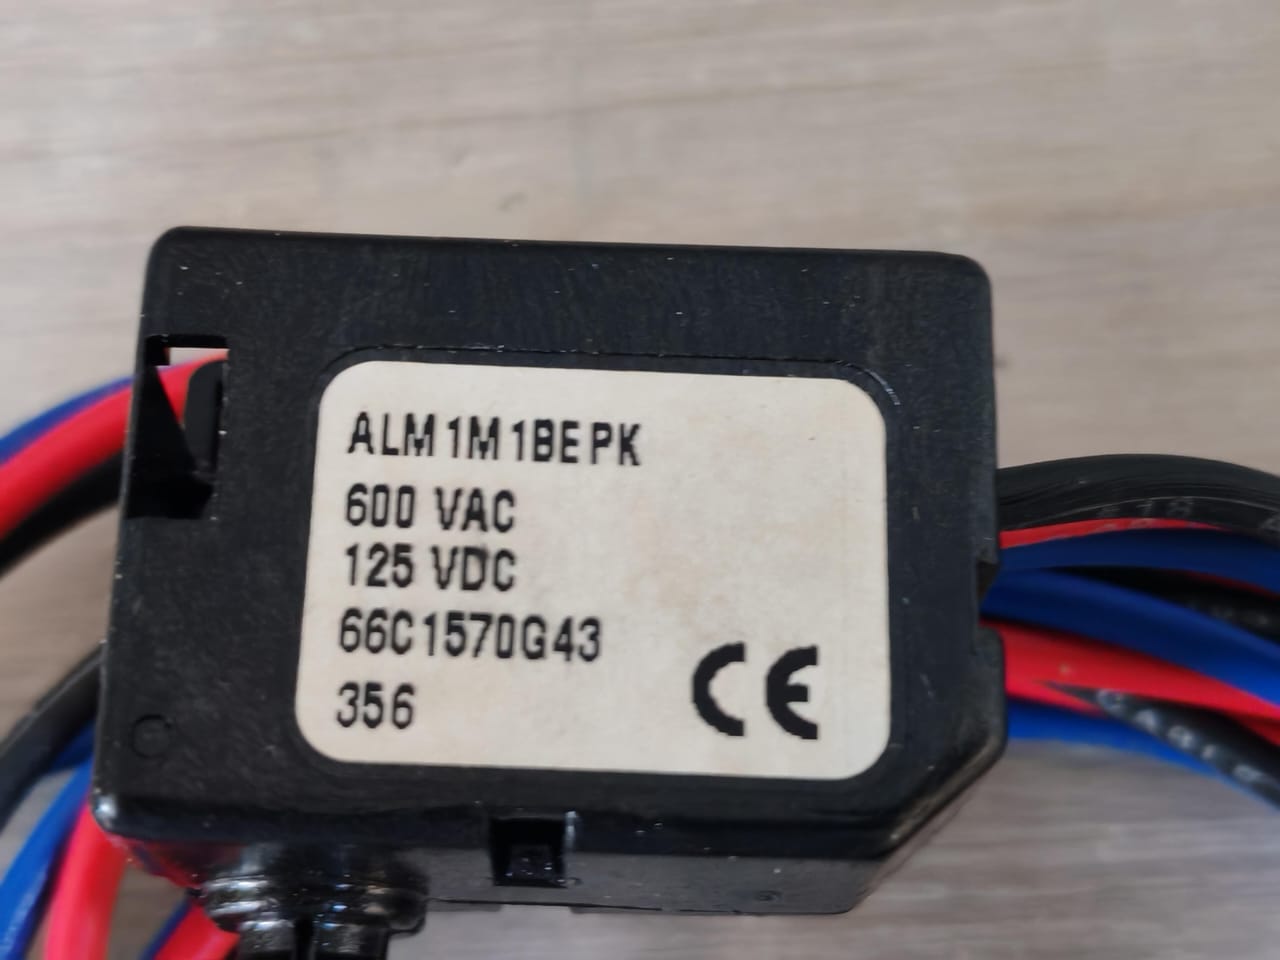 ALM1M1BEPK
600 VAC
125 VDC
66C1570G43
356
CE